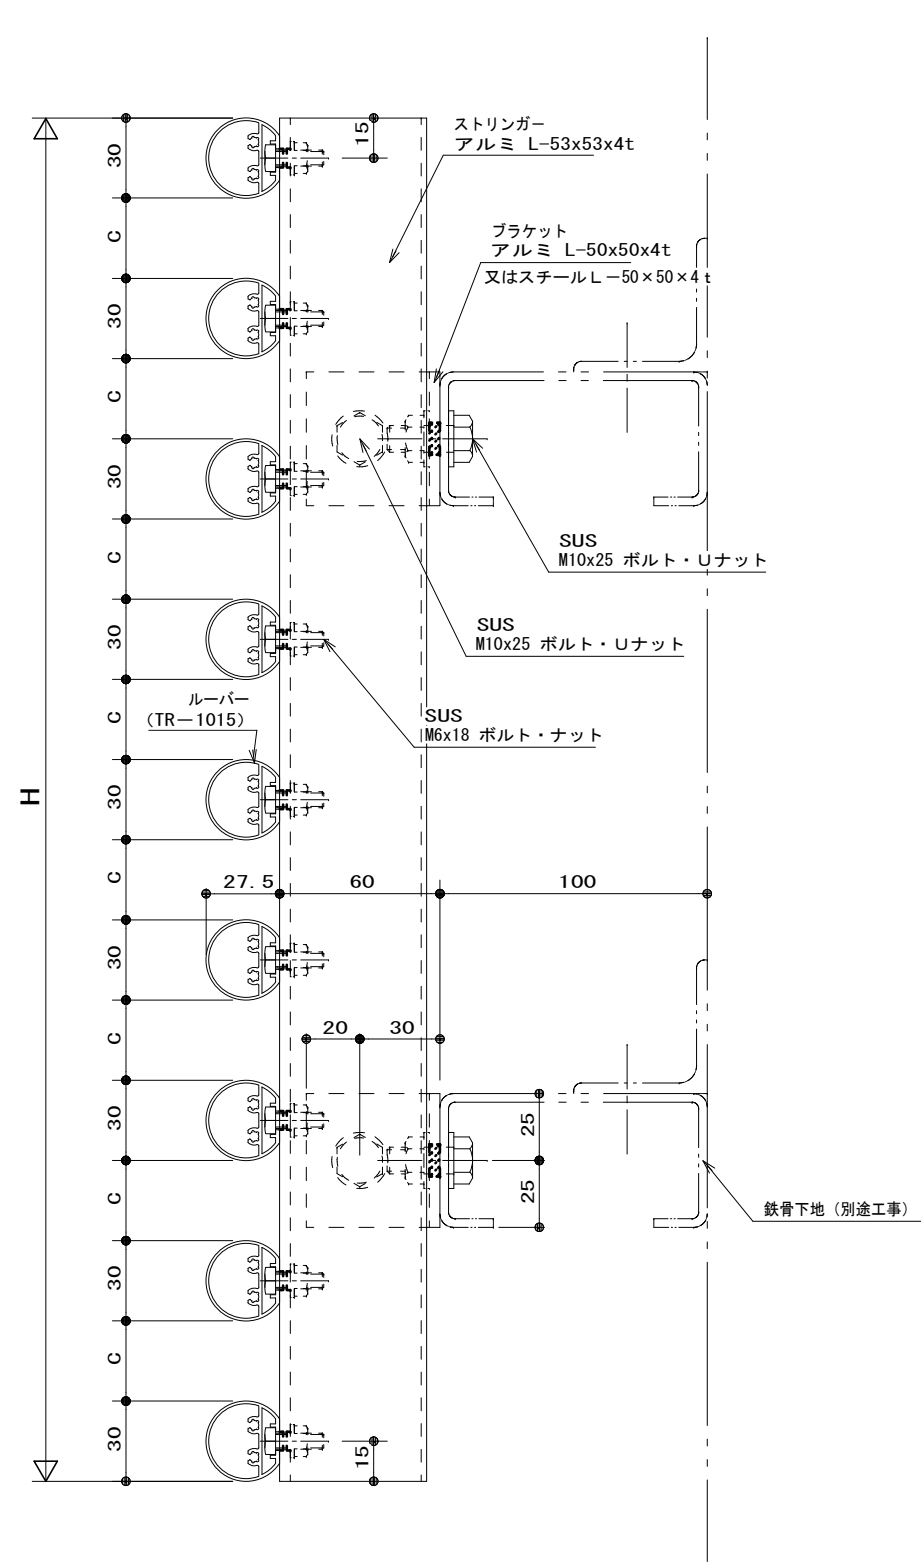 15
ストリンガー
アルミ L-53x53x4t
30
C
ブラケット
アルミ L-50x50x4t
又はスチールL-50×50×4t
30
C
30
SUS
M10x25 ボルト・Uナット
C
SUS
M10x25 ボルト・Uナット
30
C
ルーバー
(TR-1015)
SUS
M6x18 ボルト・ナット
H
30
C
27.5
60
100
30
C
20
30
30
25
C
25
鉄骨下地(別途工事)
30
C
30
15